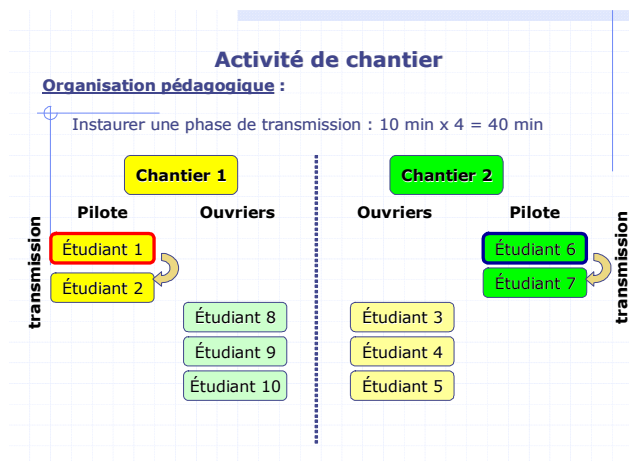 Activité de chantier
Organisation pédagogique :
Instaurer une phase de transmission : 10 min x 4 = 40 min
Chantier 1
Chantier 2
Pilote
Ouvriers
Ouvriers
Pilote
transmission
Étudiant 1
Étudiant 2
Étudiant 8
Étudiant 9
Étudiant 10
Étudiant 3
Étudiant 4
Étudiant 5
Étudiant 6
Étudiant 7
transmission